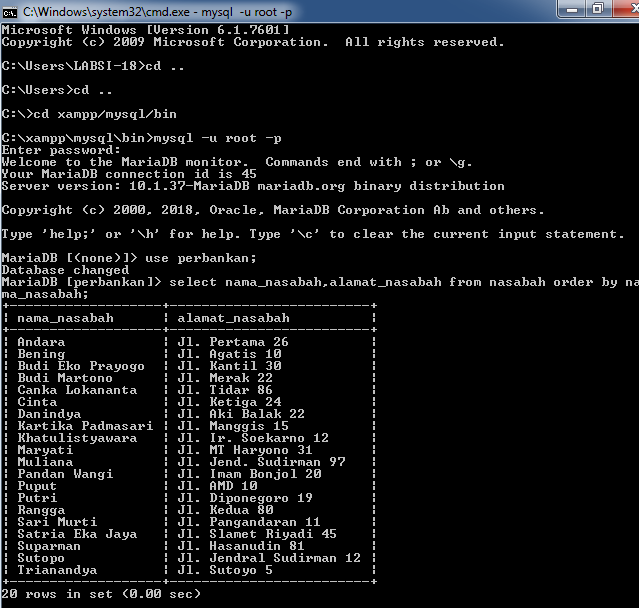 C:\Windows\system32\cmd.exe - mysql -u root -p
Microsoft Windows [Version 6.1.7601]
Copyright (c) 2009 Microsoft Corporation.  All rights reserved.
C:\Users\LABSI-18>cd ..
C:\Users>cd ..
C:\>cd xampp/mysql/bin
C:\xampp\mysql\bin>mysql -u root -p
Enter password:
Welcome to the MariaDB monitor.  Commands end with ; or \g.
Your MariaDB connection id is 45
Server version: 10.1.37-MariaDB mariadb.org binary distribution
Copyright (c) 2000, 2018, Oracle, MariaDB Corporation Ab and others.
Type 'help;' or '\h' for help. Type '\c' to clear the current input statement.
MariaDB [(none)]> use perbankan;
Database changed
MariaDB [perbankan]> select nama_nasabah,alamat_nasabah from nasabah order by na
ma_nasabah;
+-------------------+-------------------------+
| nama_nasabah      | alamat_nasabah          |
+-------------------+-------------------------+
| Andara            | Jl. Pertama 26          |
| Bening            | Jl. Agatis 10           |
| Budi Eko Prayogo  | Jl. Kantil 30           |
| Budi Martono      | Jl. Merak 22            |
| Canka Lokananta   | Jl. Tidar 86            |
| Cinta             | Jl. Ketiga 24           |
| Danindya          | Jl. Aki Balak 22        |
| Kartika Padmasari | Jl. Manggis 15          |
| Khatulistyawara   | Jl. Ir. Soekarno 12     |
| Maryati           | Jl. MT Haryono 31       |
| Muliana           | Jl. Jend. Sudirman 97   |
| Pandan Wangi      | Jl. Imam Bonjol 20      |
| Puput             | Jl. AMD 10              |
| Putri             | Jl. Diponegoro 19       |
| Rangga            | Jl. Kedua 80            |
| Sari Murti        | Jl. Pangandaran 11      |
| Satria Eka Jaya   | Jl. Slamet Riyadi 45    |
| Suparman          | Jl. Hasanudin 81        |
| Sutopo            | Jl. Jendral Sudirman 12 |
| Trianandya        | Jl. Sutoyo 5            |
+-------------------+-------------------------+
20 rows in set (0.00 sec)